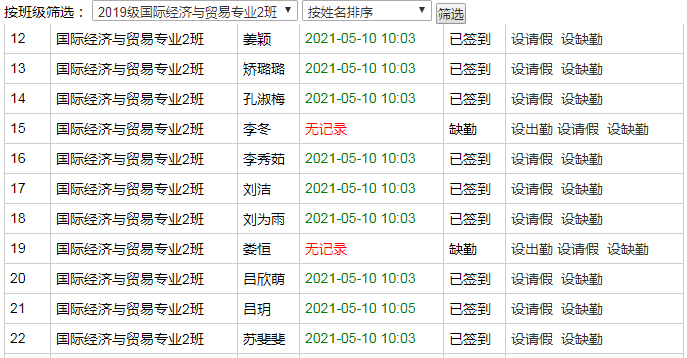 按班级筛选： 2019级国际经济与贸易专业2班 按姓名排序 筛选
12 国际经济与贸易专业2班 姜颖 2021-05-10 10:03 已签到 设请假 设缺勤
13 国际经济与贸易专业2班 矫璐璐 2021-05-10 10:03 已签到 设请假 设缺勤
14 国际经济与贸易专业2班 孔淑梅 2021-05-10 10:03 已签到 设请假 设缺勤
15 国际经济与贸易专业2班 李冬 无记录 缺勤 设出勤 设请假 设缺勤
16 国际经济与贸易专业2班 李秀茹 2021-05-10 10:03 已签到 设请假 设缺勤
17 国际经济与贸易专业2班 刘洁 2021-05-10 10:03 已签到 设请假 设缺勤
18 国际经济与贸易专业2班 刘为雨 2021-05-10 10:03 已签到 设请假 设缺勤
19 国际经济与贸易专业2班 娄恒 无记录 缺勤 设出勤 设请假 设缺勤
20 国际经济与贸易专业2班 吕欣萌 2021-05-10 10:03 已签到 设请假 设缺勤
21 国际经济与贸易专业2班 吕玥 2021-05-10 10:05 已签到 设请假 设缺勤
22 国际经济与贸易专业2班 苏斐斐 2021-05-10 10:03 已签到 设请假 设缺勤